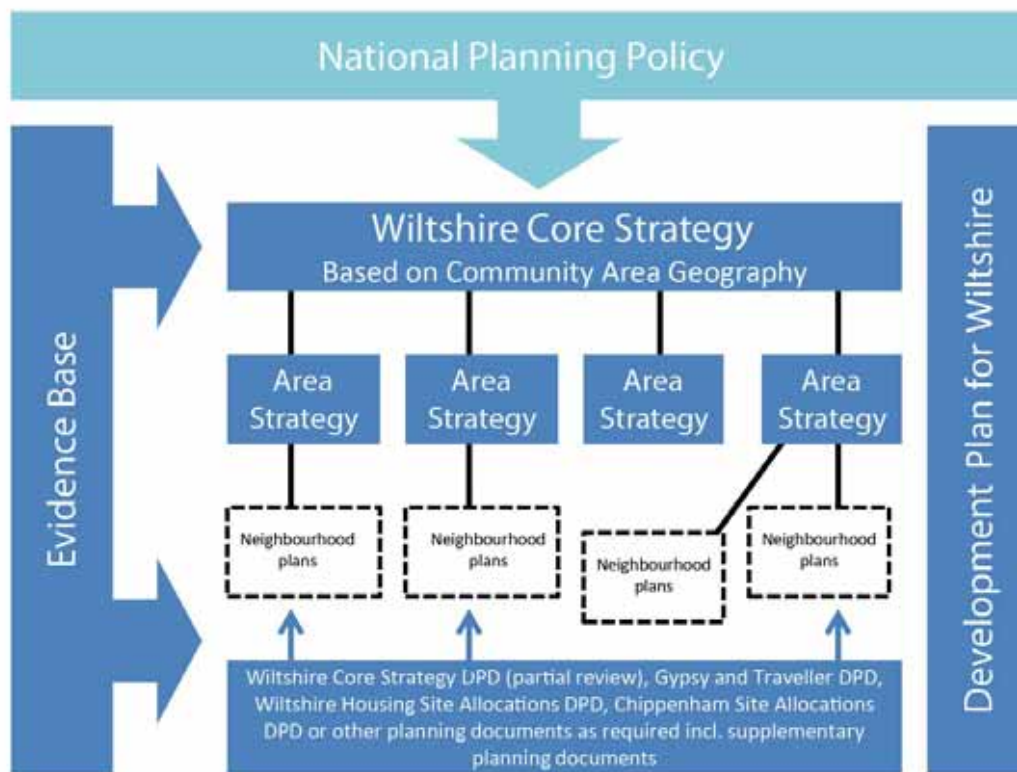 National Planning Policy
Evidence Base
Wiltshire Core Strategy
Based on Community Area Geography
Area
Strategy
Area
Strategy
Area
Strategy
Area
Strategy
Neighbourhood
plans
Neighbourhood
plans
Neighbourhood
plans
Neighbourhood
plans
Wiltshire Core Strategy DPD (partial review), Gypsy and Traveller DPD,
Wiltshire Housing Site Allocations DPD, Chippenham Site Allocations
DPD or other planning documents as required incl. supplementary
planning documents
Development Plan for Wiltshire